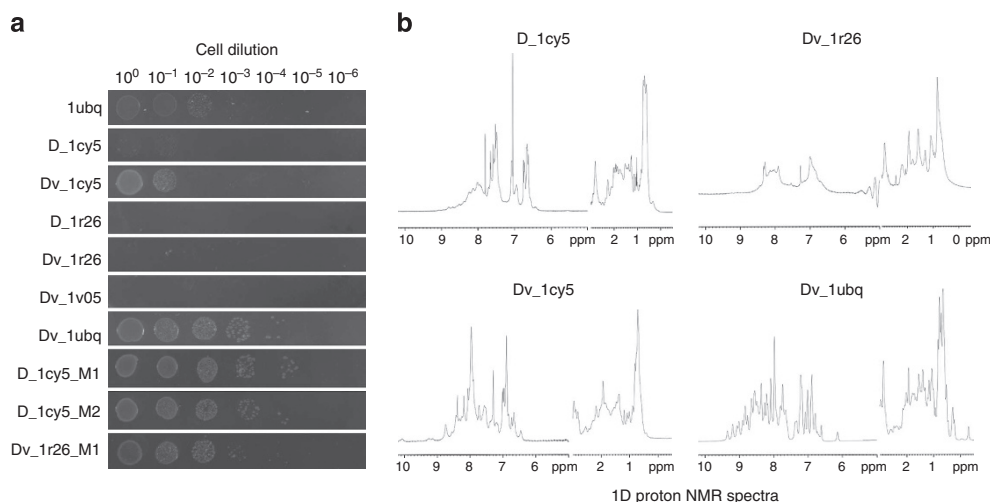 a
Cell dilution
10⁰ 10⁻¹ 10⁻² 10⁻³ 10⁻⁴ 10⁻⁵ 10⁻⁶
1ubq
D_1cy5
Dv_1cy5
D_1r26
Dv_1r26
Dv_1v05
Dv_1ubq
D_1cy5_M1
D_1cy5_M2
Dv_1r26_M1
b
D_1cy5
10 9 8 7 6 ppm 2 1 ppm
Dv_1r26
10 9 8 7 6 ppm 2 1 0 ppm
Dv_1cy5
10 9 8 7 6 ppm 2 1 ppm
Dv_1ubq
10 9 8 7 6 ppm 2 1 ppm
1D proton NMR spectra